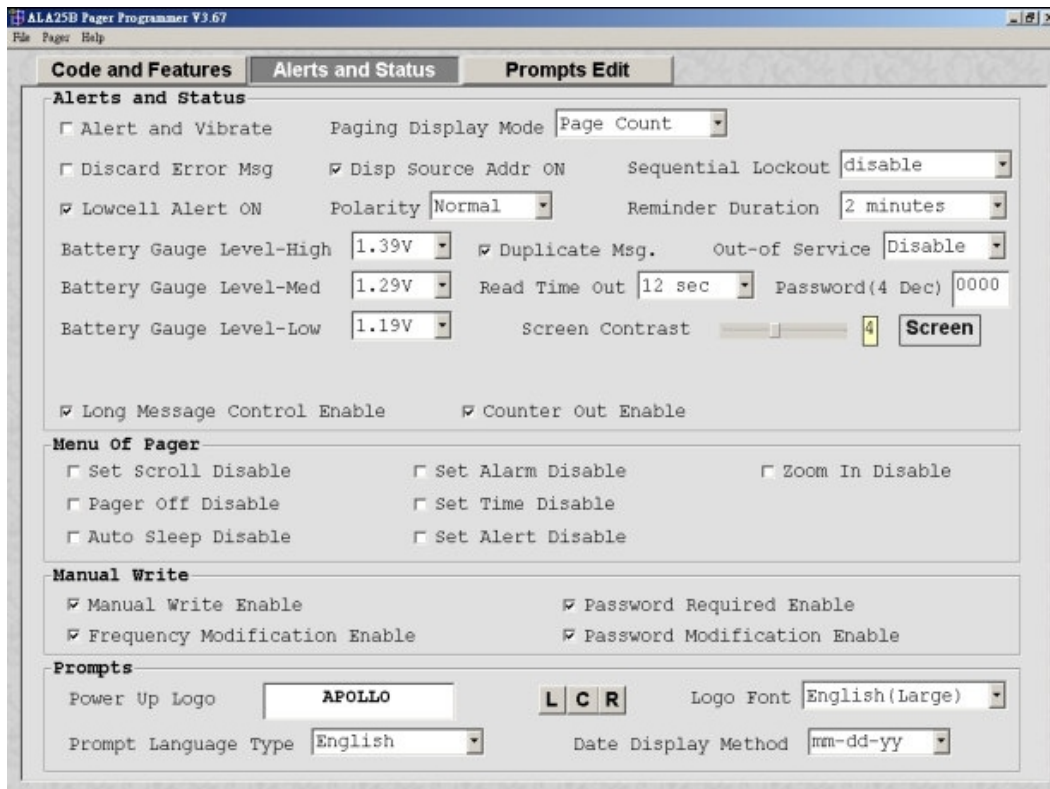 ALA25B Pager Programmer V3.67
File Pager Help
Code and Features Alerts and Status Prompts Edit
Alerts and Status
Alert and Vibrate Paging Display Mode Page Count
Discard Error Msg Disp Source Addr ON Sequential Lockout disable
Lowcell Alert ON Polarity Normal Reminder Duration 2 minutes
Battery Gauge Level-High 1.39V Duplicate Msg. Out-of Service Disable
Battery Gauge Level-Med 1.29V Read Time Out 12 sec Password(4 Dec) 0000
Battery Gauge Level-Low 1.19V Screen Contrast 4 Screen
Long Message Control Enable Counter Out Enable
Menu Of Pager
Set Scroll Disable Set Alarm Disable Zoom In Disable
Pager Off Disable Set Time Disable
Auto Sleep Disable Set Alert Disable
Manual Write
Manual Write Enable Password Required Enable
Frequency Modification Enable Password Modification Enable
Prompts
Power Up Logo APOLLO L C R Logo Font English(Large)
Prompt Language Type English Date Display Method mm-dd-yy